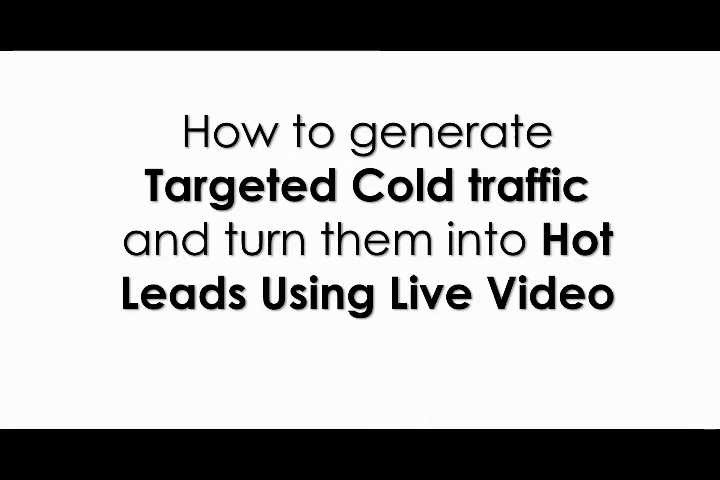 How to generate
Targeted Cold traffic
and turn them into Hot
Leads Using Live Video